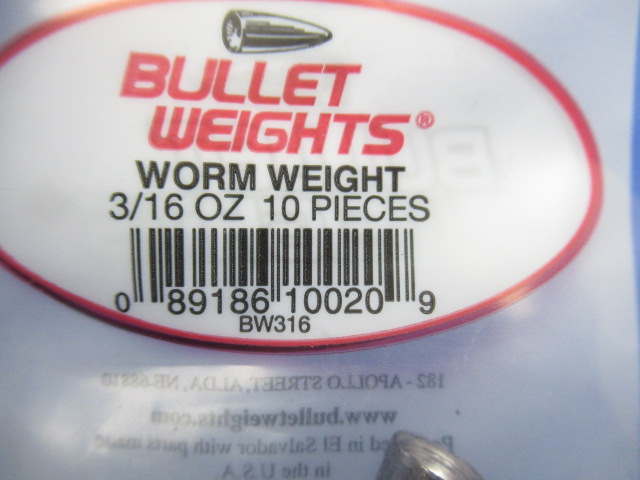 BULLET
WEIGHTS®
WORM WEIGHT
3/16 OZ 10 PIECES
0 89186 10020 9
BW316
182 - APOLLO STREET, ALDA, NE-68810
www.bulletweights.com
in El Salvador with parts made
in the U.S.A.